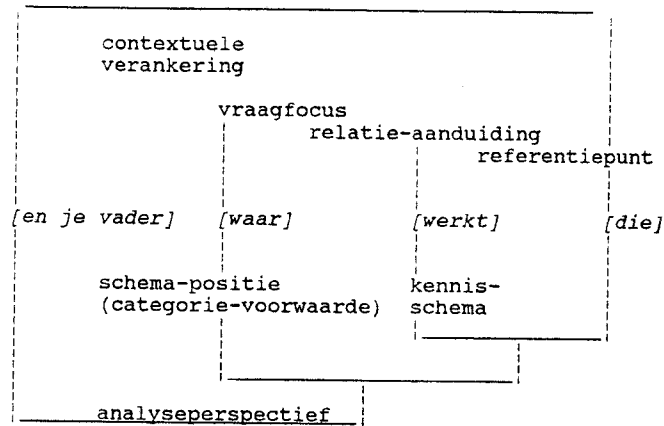 contextuele
verankering
vraagfocus
relatie-aanduiding
referentiepunt
[en je vader] [waar] [werkt] [die]
schema-positie kennis-
(categorie-voorwaarde) schema
analyseperspectief